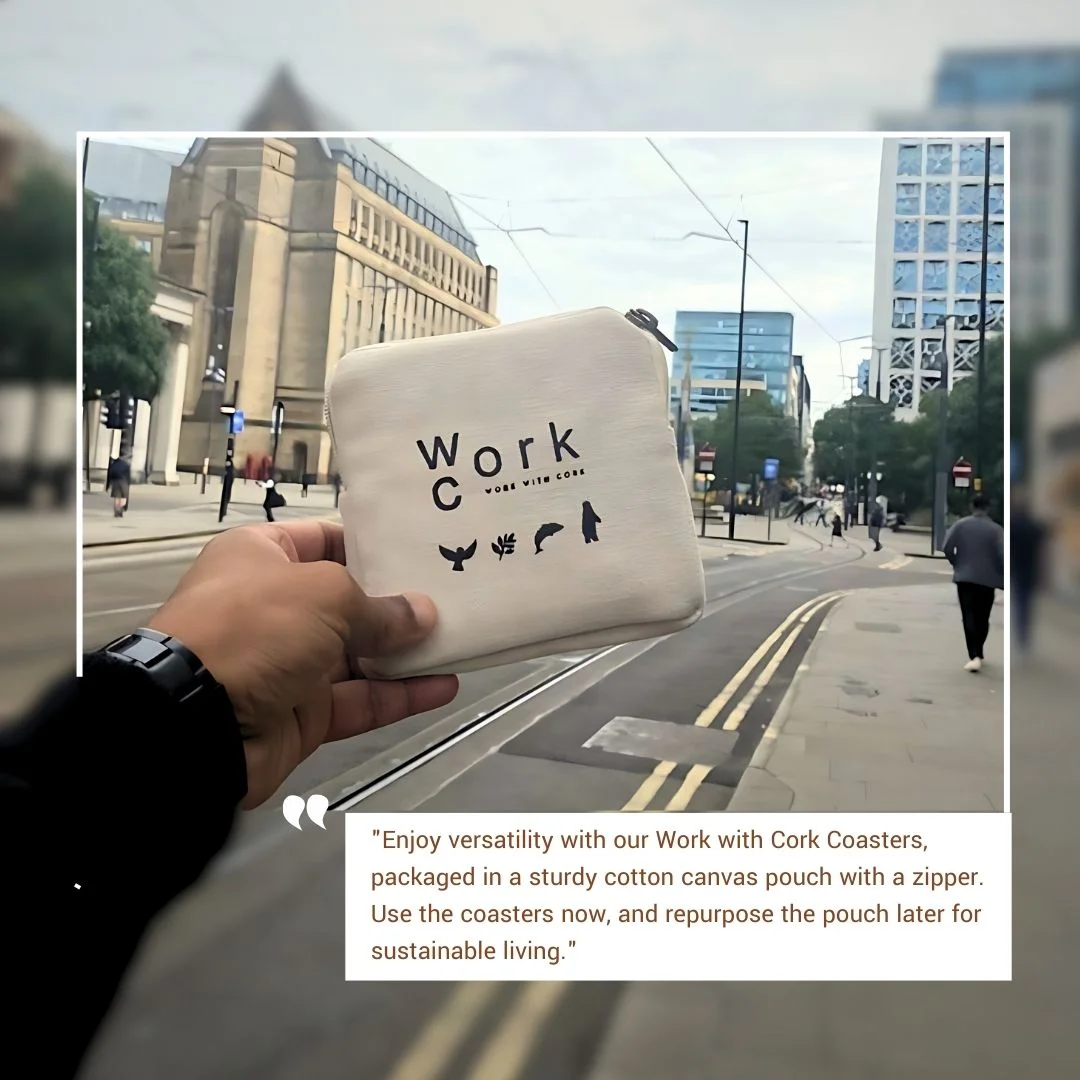 Work
C WORK WITH CORK
"Enjoy versatility with our Work with Cork Coasters,
packaged in a sturdy cotton canvas pouch with a zipper.
Use the coasters now, and repurpose the pouch later for
sustainable living."